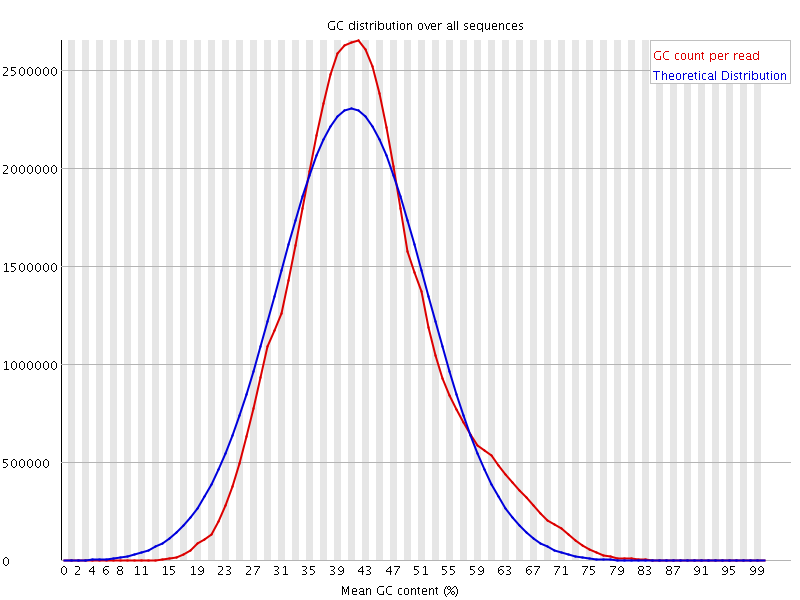 GC distribution over all sequences
GC count per read
Theoretical Distribution
2500000
2000000
1500000
1000000
500000
0
0 2 4 6 8 11 15 19 23 27 31 35 39 43 47 51 55 59 63 67 71 75 79 83 87 91 95 99
Mean GC content (%)